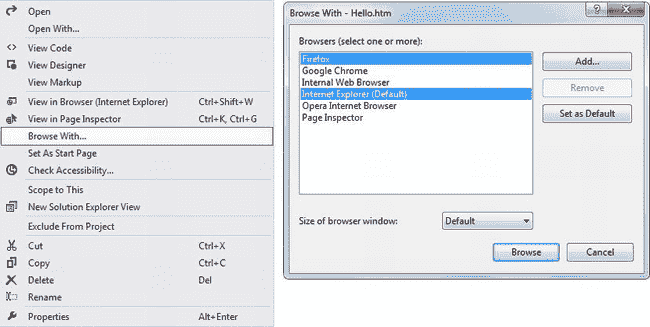 Open
Open With...
View Code
View Designer
View Markup
View in Browser (Internet Explorer) Ctrl+Shift+W
View in Page Inspector Ctrl+K, Ctrl+G
Browse With...
Set As Start Page
Check Accessibility...
Scope to This
New Solution Explorer View
Exclude From Project
Cut Ctrl+X
Copy Ctrl+C
Delete Del
Rename
Properties Alt+Enter
Browse With - Hello.htm
Browsers (select one or more):
Firefox
Google Chrome
Internal Web Browser
Internet Explorer (Default)
Opera Internet Browser
Page Inspector
Add...
Remove
Set as Default
Size of browser window: Default
Browse Cancel